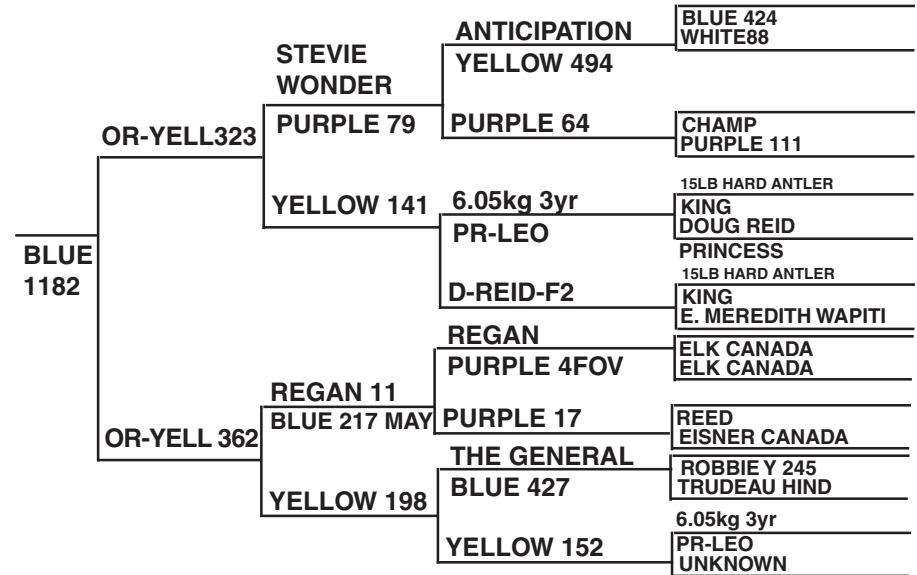 BLUE
1182
OR-YELL323
OR-YELL 362
STEVIE
WONDER
PURPLE 79
YELLOW 141
REGAN 11
BLUE 217 MAY
YELLOW 198
ANTICIPATION
YELLOW 494
PURPLE 64
6.05kg 3yr
PR-LEO
D-REID-F2
REGAN
PURPLE 4FOV
PURPLE 17
THE GENERAL
BLUE 427
YELLOW 152
BLUE 424
WHITE88
CHAMP
PURPLE 111
15LB HARD ANTLER
KING
DOUG REID
PRINCESS
15LB HARD ANTLER
KING
E. MEREDITH WAPITI
ELK CANADA
ELK CANADA
REED
EISNER CANADA
ROBBIE Y 245
TRUDEAU HIND
6.05kg 3yr
PR-LEO
UNKNOWN